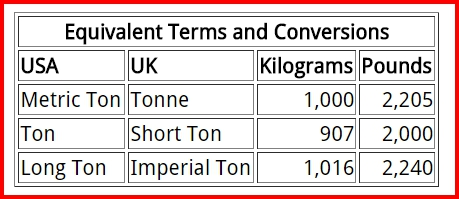 Equivalent Terms and Conversions
USA UK Kilograms Pounds
Metric Ton Tonne 1,000 2,205
Ton Short Ton 907 2,000
Long Ton Imperial Ton 1,016 2,240